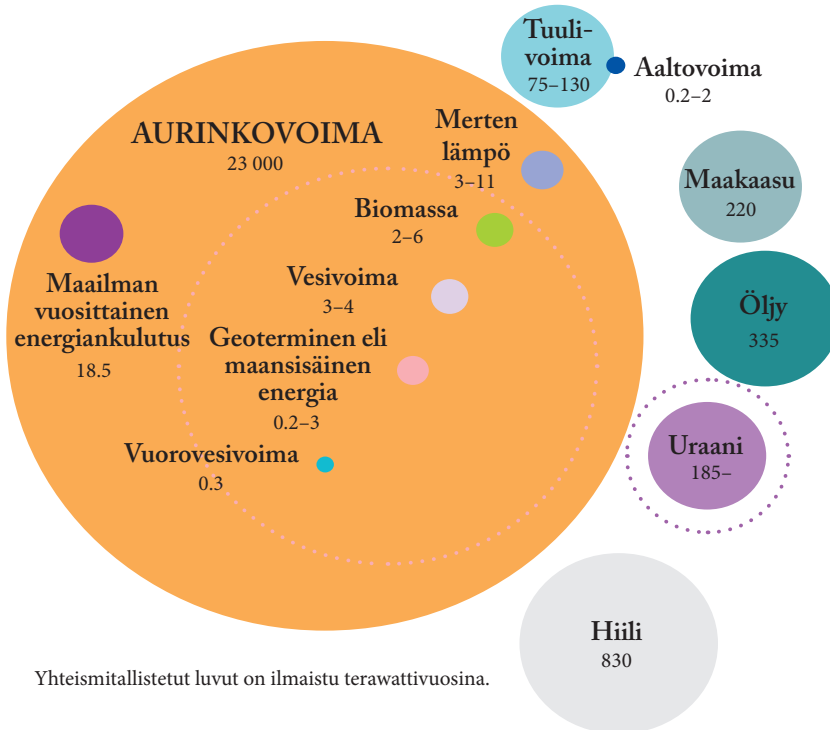 Tuuli-
voima
75–130
Aaltovoima
0.2–2
AURINKOVOIMA
23 000
Merten
lämpö
3–11
Maakaasu
220
Biomassa
2–6
Maailman
vuosittainen
energiankulutus
18.5
Vesivoima
3–4
Öljy
335
Geoterminen eli
maansisäinen
energia
0.2–3
Uraani
185–
Vuorovesivoima
0.3
Hiili
830
Yhteismitallistetut luvut on ilmaistu terawattivuosina.